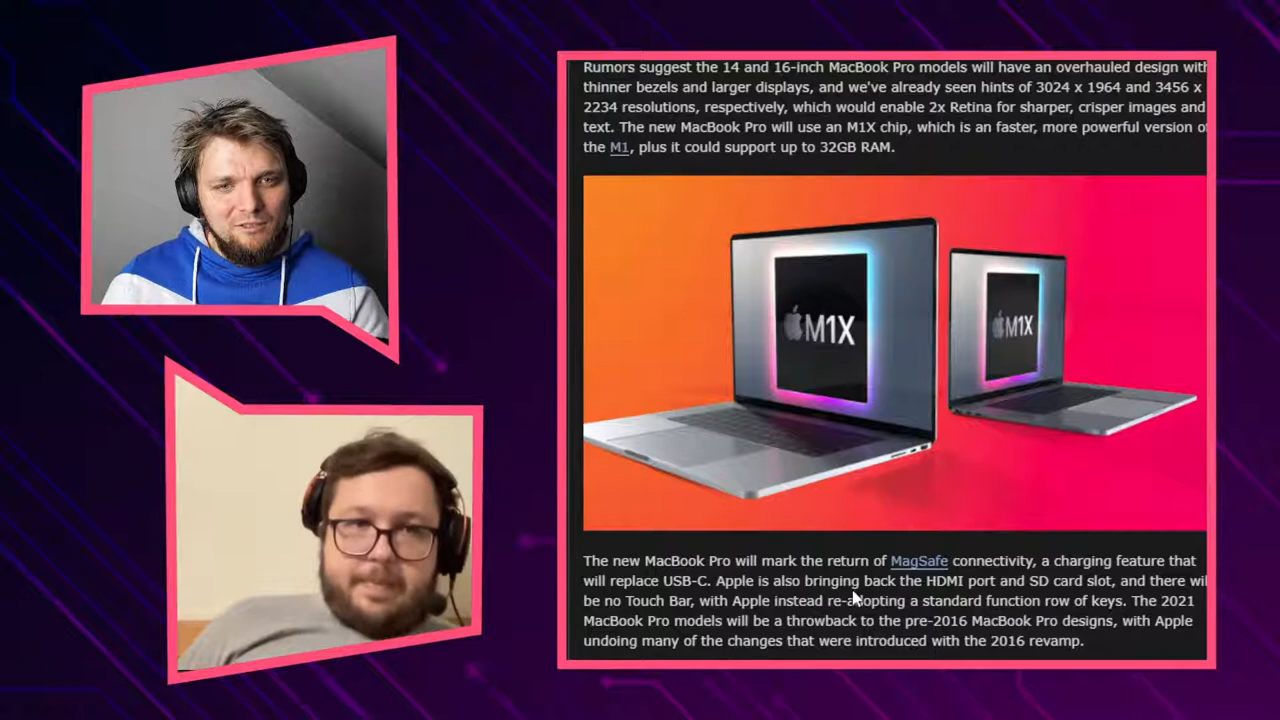 Rumors suggest the 14 and 16-inch MacBook Pro models will have an overhauled design with
thinner bezels and larger displays, and we've already seen hints of 3024 x 1964 and 3456 x
2234 resolutions, respectively, which would enable 2x Retina for sharper, crisper images and
text. The new MacBook Pro will use an M1X chip, which is an faster, more powerful version of
the M1, plus it could support up to 32GB RAM.
M1X
M1X
The new MacBook Pro will mark the return of MagSafe connectivity, a charging feature that
will replace USB-C. Apple is also bringing back the HDMI port and SD card slot, and there will
be no Touch Bar, with Apple instead re-adopting a standard function row of keys. The 2021
MacBook Pro models will be a throwback to the pre-2016 MacBook Pro designs, with Apple
undoing many of the changes that were introduced with the 2016 revamp.